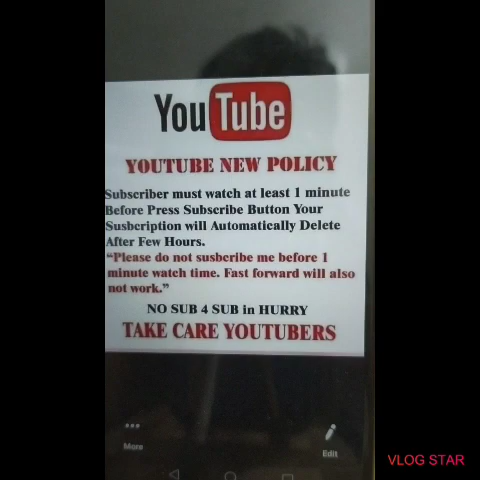 YouTube
YOUTUBE NEW POLICY
Subscriber must watch at least 1 minute
Before Press Subscribe Button Your
Susbcription will Automatically Delete
After Few Hours.
“Please do not susbcribe me before 1
minute watch time. Fast forward will also
not work.”
NO SUB 4 SUB in HURRY
TAKE CARE YOUTUBERS
More
Edit
VLOG STAR